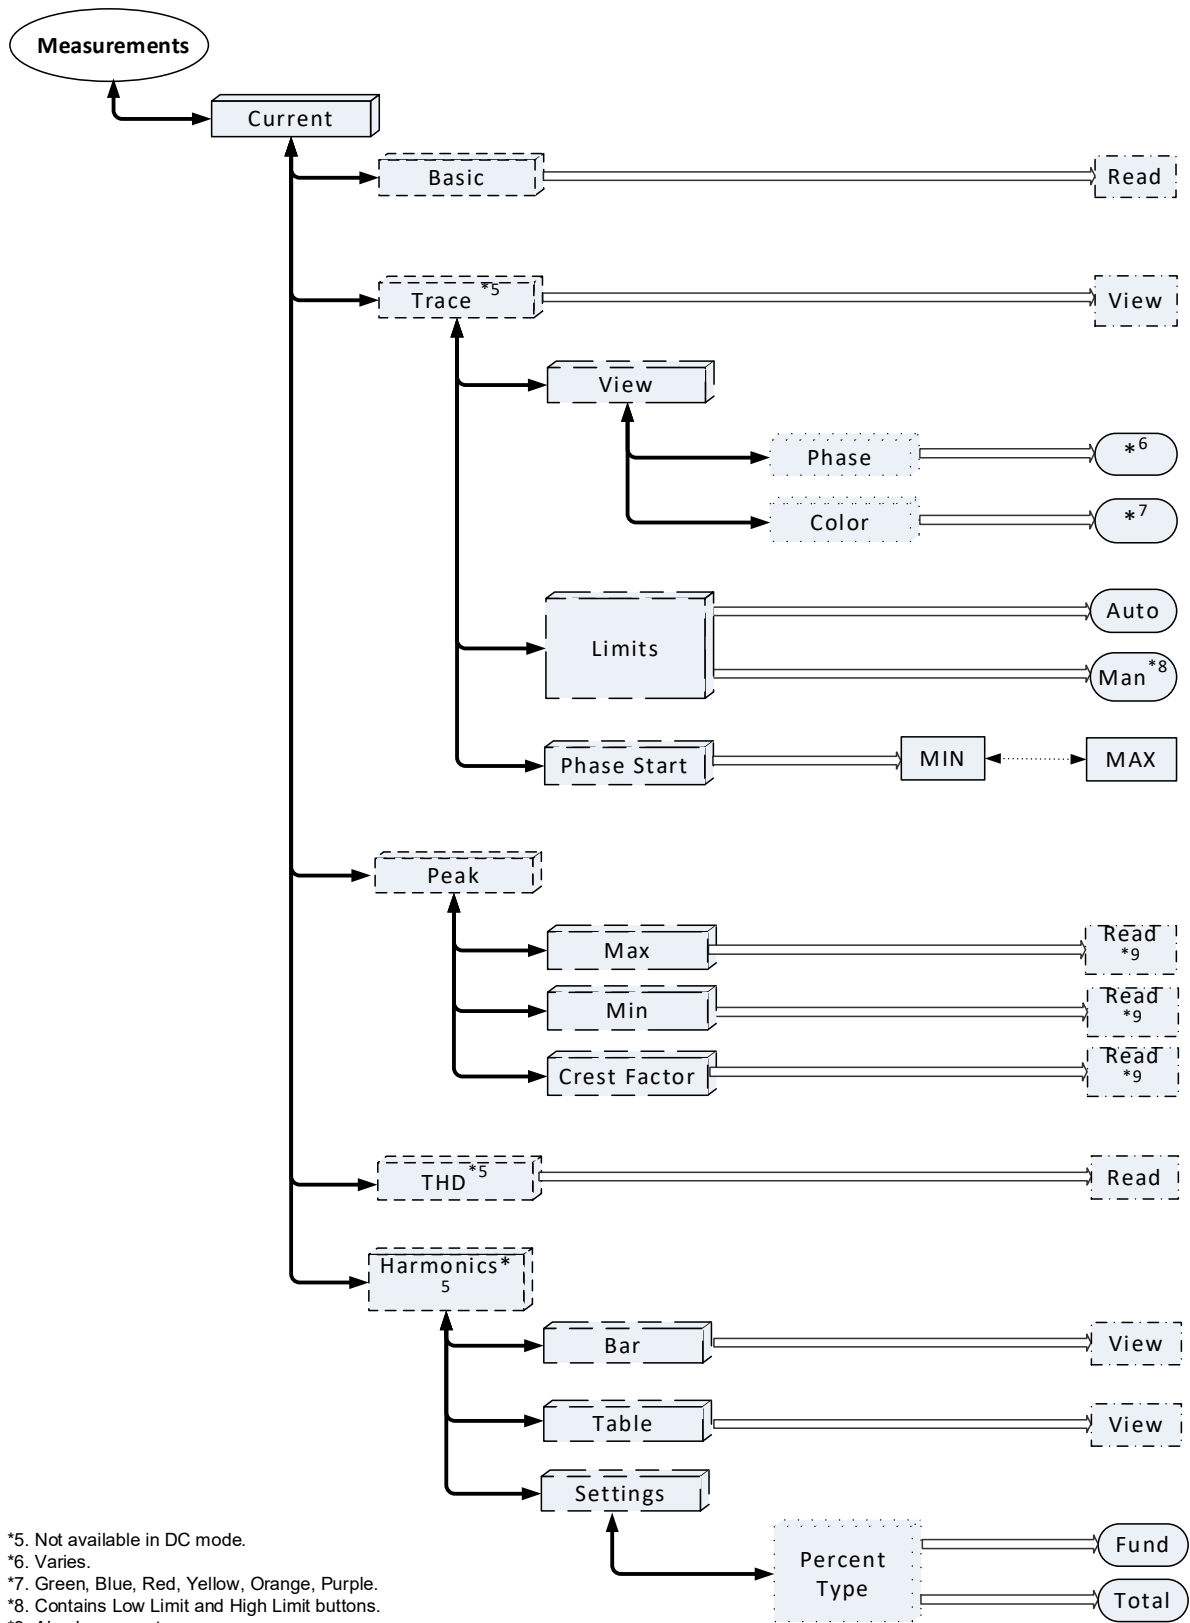 Measurements
Current
Basic
Read
Trace *5
View
View
Phase
*6
Color
*7
Limits
Auto
Man*8
Phase Start
MIN
MAX
Peak
Max
Read
*9
Min
Read
*9
Crest Factor
Read
*9
THD*5
Read
Harmonics*
5
Bar
View
Table
View
Settings
Percent
Type
Fund
Total
*5. Not available in DC mode.
*6. Varies.
*7. Green, Blue, Red, Yellow, Orange, Purple.
*8. Contains Low Limit and High Limit buttons.